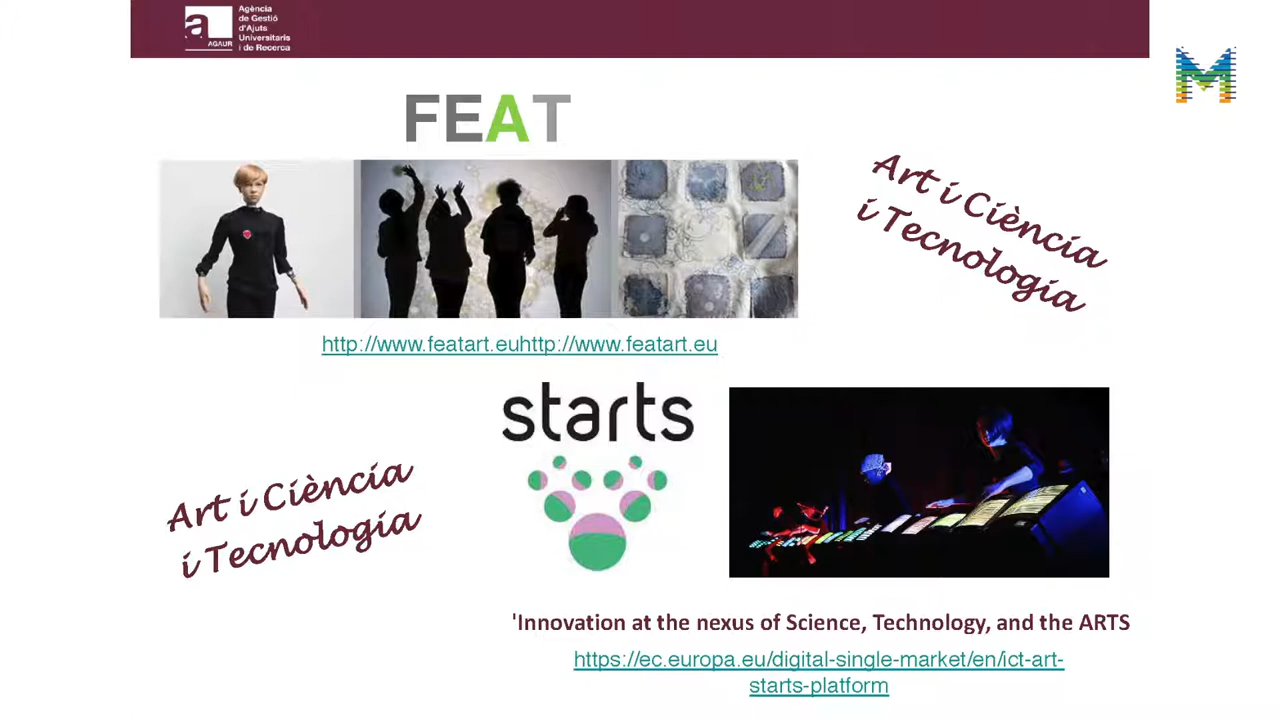 Agència
de Gestió
d'Ajuts
Universitaris
i de Recerca
AGAUR
FEAT
Art i Ciència
i Tecnologia
http://www.featart.euhttp://www.featart.eu
starts
Art i Ciència
i Tecnologia
'Innovation at the nexus of Science, Technology, and the ARTS
https://ec.europa.eu/digital-single-market/en/ict-art-
starts-platform